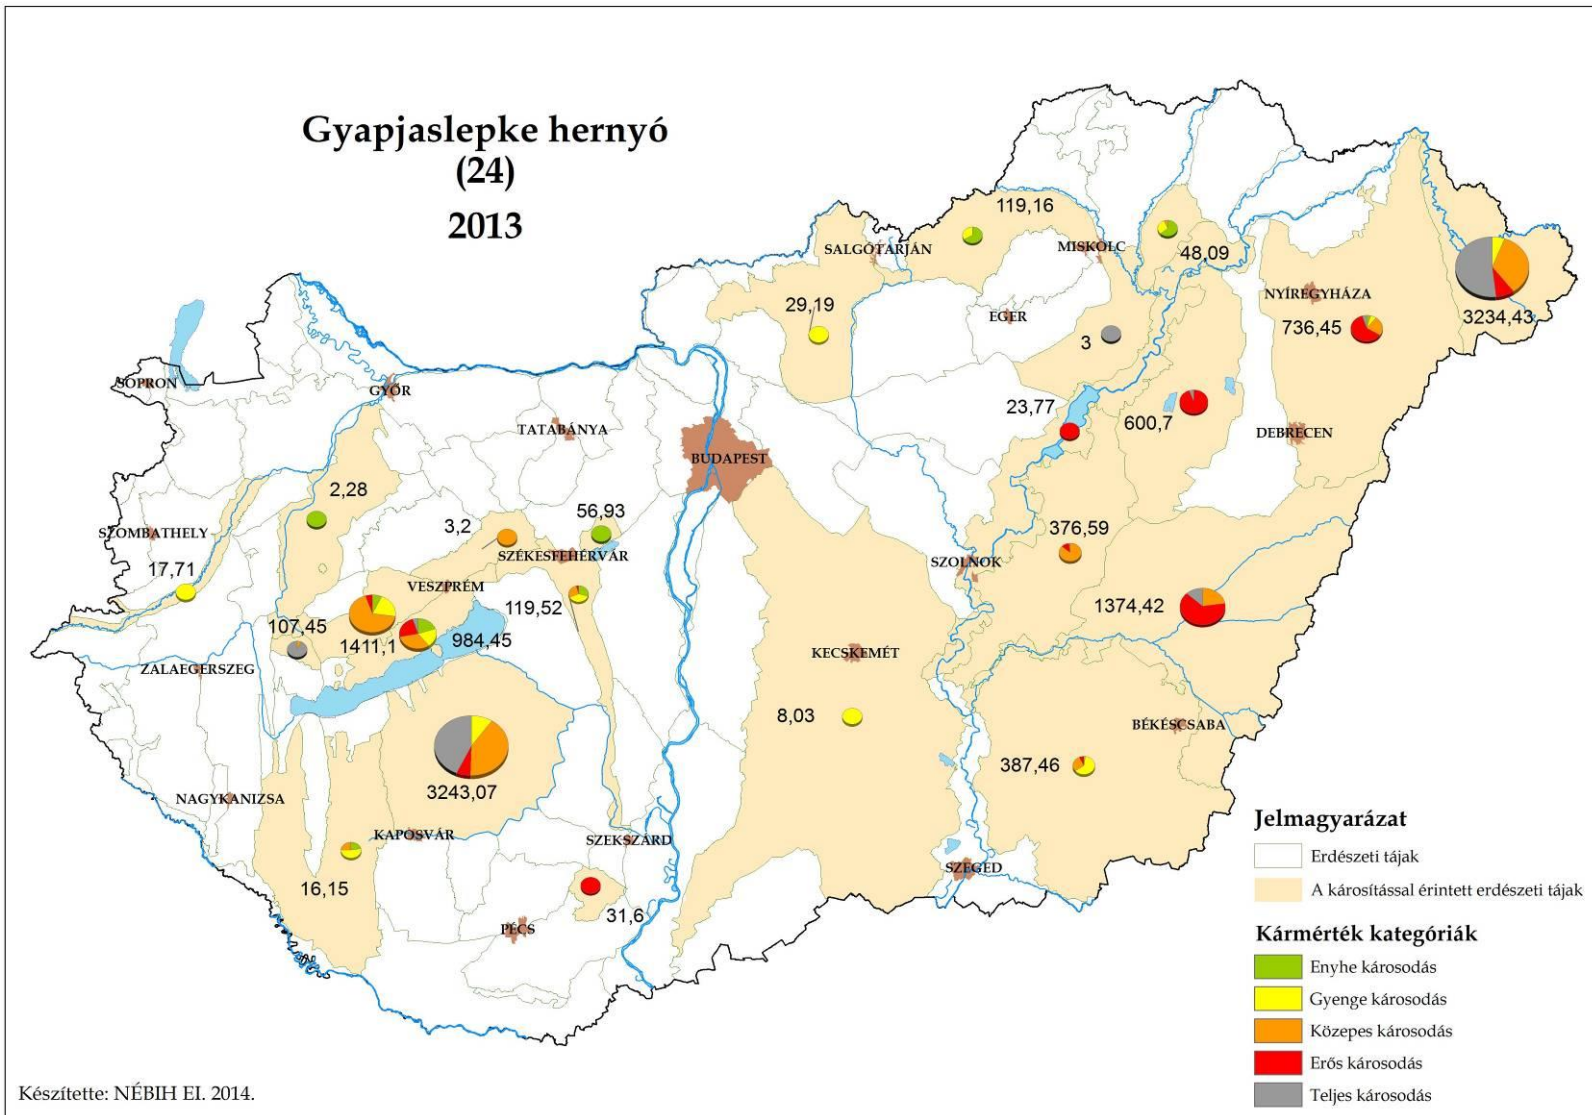 Gyapjaslepke hernyó
(24)
2013
119,16
SALGÓTARJÁN
MISKOLC
48,09
NYÍREGYHÁZA
3234,43
29,19
EGER
736,45
3
SOPRON
GYŐR
23,77
600,7
TATABÁNYA
DEBRECEN
BUDAPEST
2,28
56,93
3,2
376,59
SZOMBATHELY
SZÉKESFEHÉRVÁR
SZOLNOK
17,71
VESZPRÉM
119,52
1374,42
107,45
1411,1
984,45
KECSKEMÉT
ZALAEGERSZEG
8,03
BÉKÉSCSABA
387,46
3243,07
NAGYKANIZSA
KAPOSVÁR
SZEKSZÁRD
SZEGED
16,15
31,6
PÉCS
Jelmagyarázat
Erdészeti tájak
A károsítással érintett erdészeti tájak
Kármérték kategóriák
Enyhe károsodás
Gyenge károsodás
Közepes károsodás
Erős károsodás
Teljes károsodás
Készítette: NÉBIH EI. 2014.